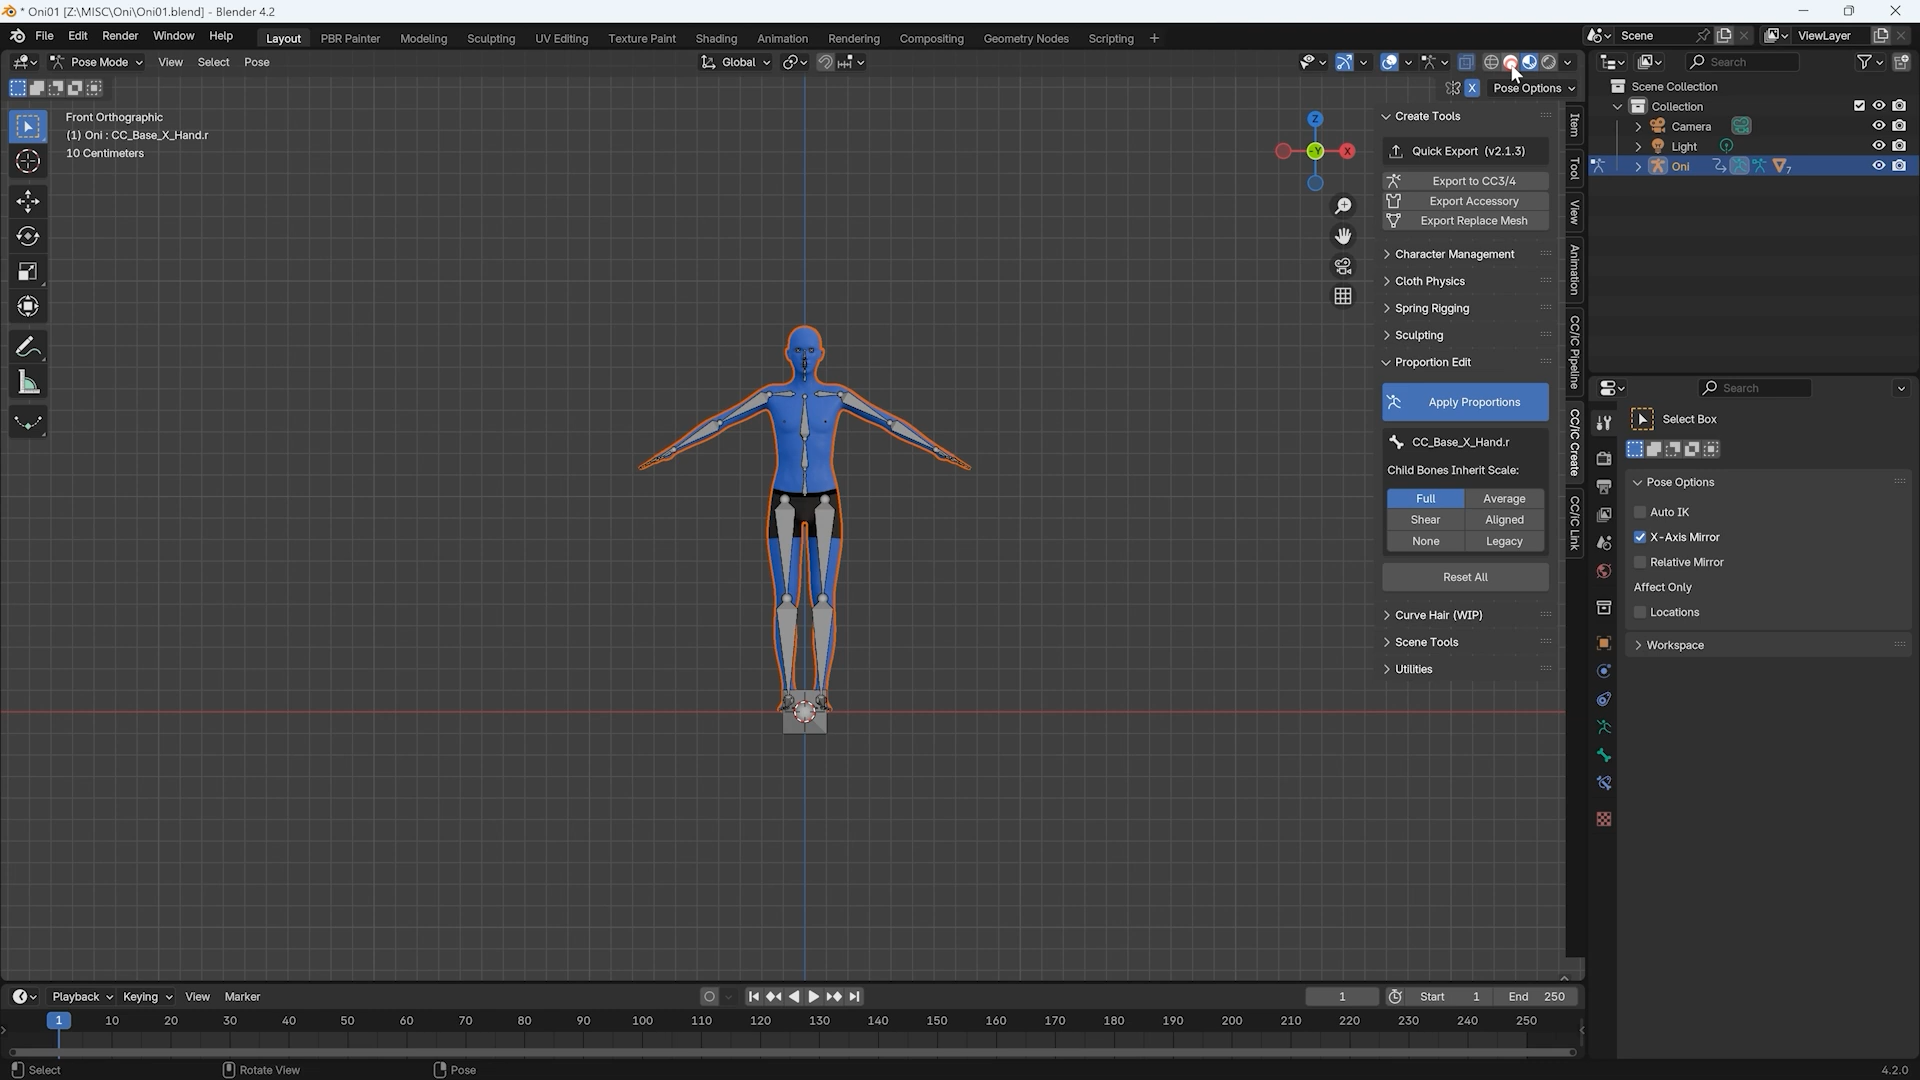 * Oni01 [Z:\MISC\Oni\Oni01.blend] - Blender 4.2
File Edit Render Window Help Layout PBR Painter Modeling Sculpting UV Editing Texture Paint Shading Animation Rendering Compositing Geometry Nodes Scripting + Scene ViewLayer
Pose Mode View Select Pose Global Search
X Pose Options
Front Orthographic
(1) Oni : CC_Base_X_Hand.r
10 Centimeters
Z
-Y
X
Create Tools
Quick Export (v2.1.3)
Export to CC3/4
Export Accessory
Export Replace Mesh
Character Management
Cloth Physics
Spring Rigging
Sculpting
Proportion Edit
Apply Proportions
CC_Base_X_Hand.r
Child Bones Inherit Scale:
Full Average
Shear Aligned
None Legacy
Reset All
Curve Hair (WIP)
Scene Tools
Utilities
Item
Tool
View
Animation
CC/iC Pipeline
CC/iC Create
CC/iC Link
Scene Collection
Collection
Camera
Light
Oni 7
Search
Select Box
Pose Options
Auto IK
X-Axis Mirror
Relative Mirror
Affect Only
Locations
Workspace
Playback Keying View Marker 1 Start 1 End 250
1 10 20 30 40 50 60 70 80 90 100 110 120 130 140 150 160 170 180 190 200 210 220 230 240 250
Select Rotate View Pose 4.2.0